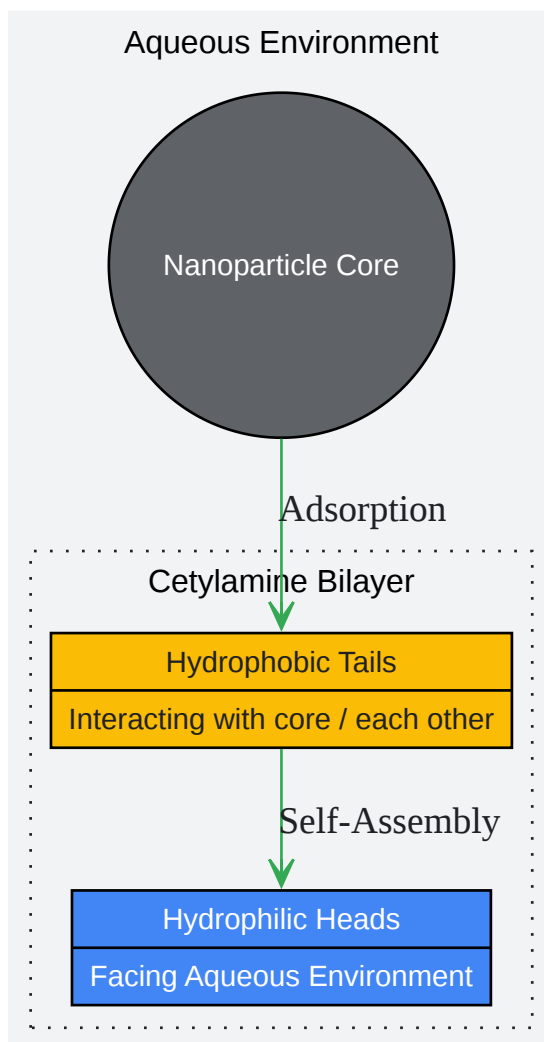 Aqueous Environment
Nanoparticle Core
Adsorption
Cetylamine Bilayer
Hydrophobic Tails
Interacting with core / each other
Self-Assembly
Hydrophilic Heads
Facing Aqueous Environment